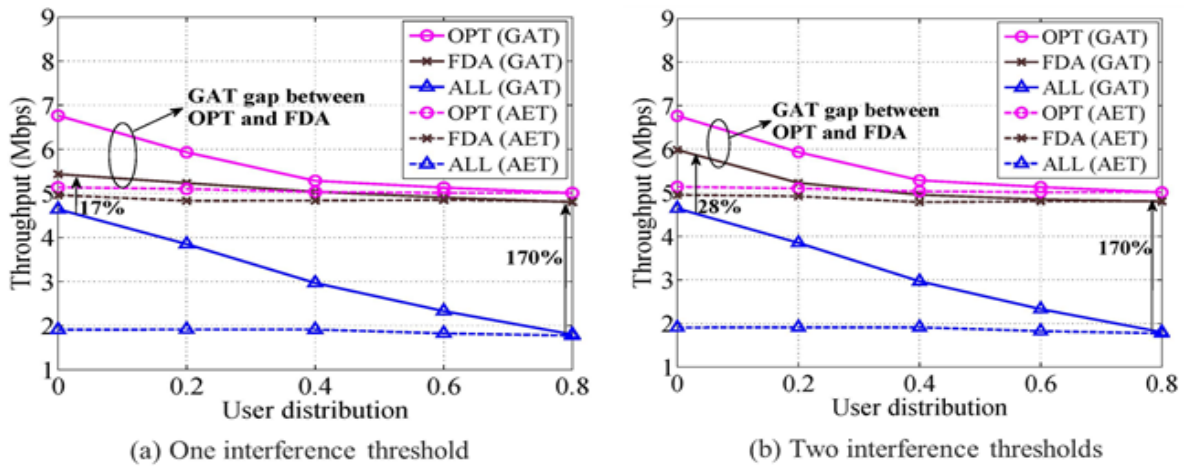 Throughput (Mbps)
9
8
7
6
5
4
3
2
1
OPT (GAT)
FDA (GAT)
ALL (GAT)
OPT (AET)
FDA (AET)
ALL (AET)
GAT gap between
OPT and FDA
17%
170%
0
0.2
0.4
0.6
0.8
User distribution
(a) One interference threshold
Throughput (Mbps)
9
8
7
6
5
4
3
2
1
OPT (GAT)
FDA (GAT)
ALL (GAT)
OPT (AET)
FDA (AET)
ALL (AET)
GAT gap between
OPT and FDA
28%
170%
0
0.2
0.4
0.6
0.8
User distribution
(b) Two interference thresholds